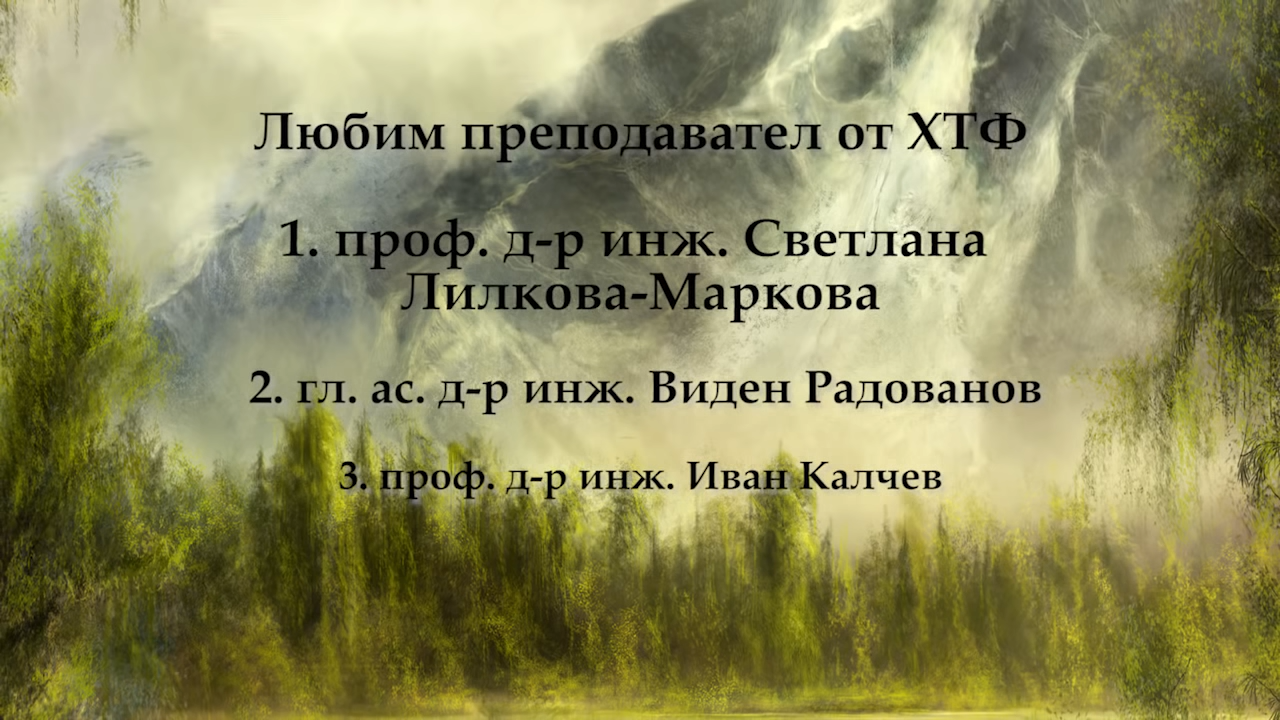 Любим преподавател от ХТФ
1. проф. д-р инж. Светлана
Лилкова-Маркова
2. гл. ас. д-р инж. Виден Радованов
3. проф. д-р инж. Иван Калчев